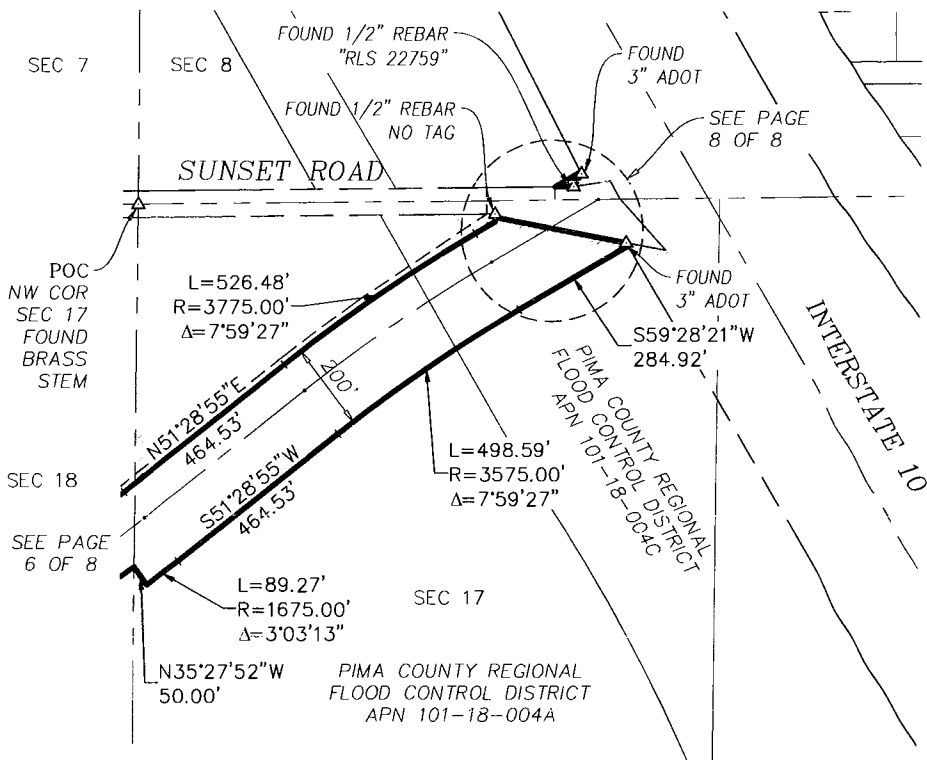 FOUND 1/2" REBAR
"RLS 22759"
SEC 7
SEC 8
FOUND
3" ADOT
FOUND 1/2" REBAR
NO TAG
SEE PAGE
8 OF 8
SUNSET ROAD
POC
NW COR
SEC 17
FOUND
BRASS
STEM
L=526.48'
R=3775.00'
Δ=7°59'27"
FOUND
3" ADOT
S59°28'21"W
284.92'
INTERSTATE 10
200'
N51°28'55"E
464.53'
PIMA COUNTY REGIONAL
FLOOD CONTROL DISTRICT
APN 101-18-004C
L=498.59'
R=3575.00'
Δ=7°59'27"
SEC 18
S51°28'55"W
464.53'
SEE PAGE
6 OF 8
L=89.27'
R=1675.00'
Δ=3°03'13"
SEC 17
N35°27'52"W
50.00'
PIMA COUNTY REGIONAL
FLOOD CONTROL DISTRICT
APN 101-18-004A